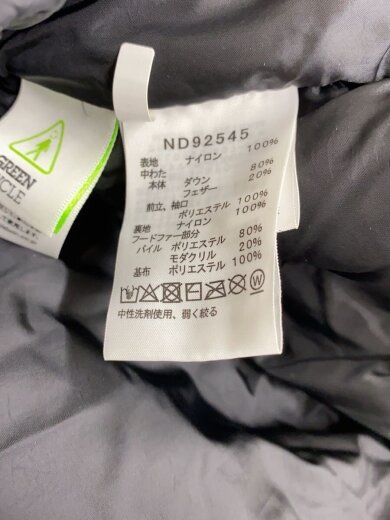 ND92545
表地 ナイロン 100%
中わた
本体 ダウン 80%
フェザー 20%
前立、袖口
ポリエステル 100%
裏地 ナイロン 100%
フードファー部分
パイル ポリエステル 80%
モダクリル 20%
基布 ポリエステル 100%
W
中性洗剤使用、弱く絞る
GREEN
CYCLE